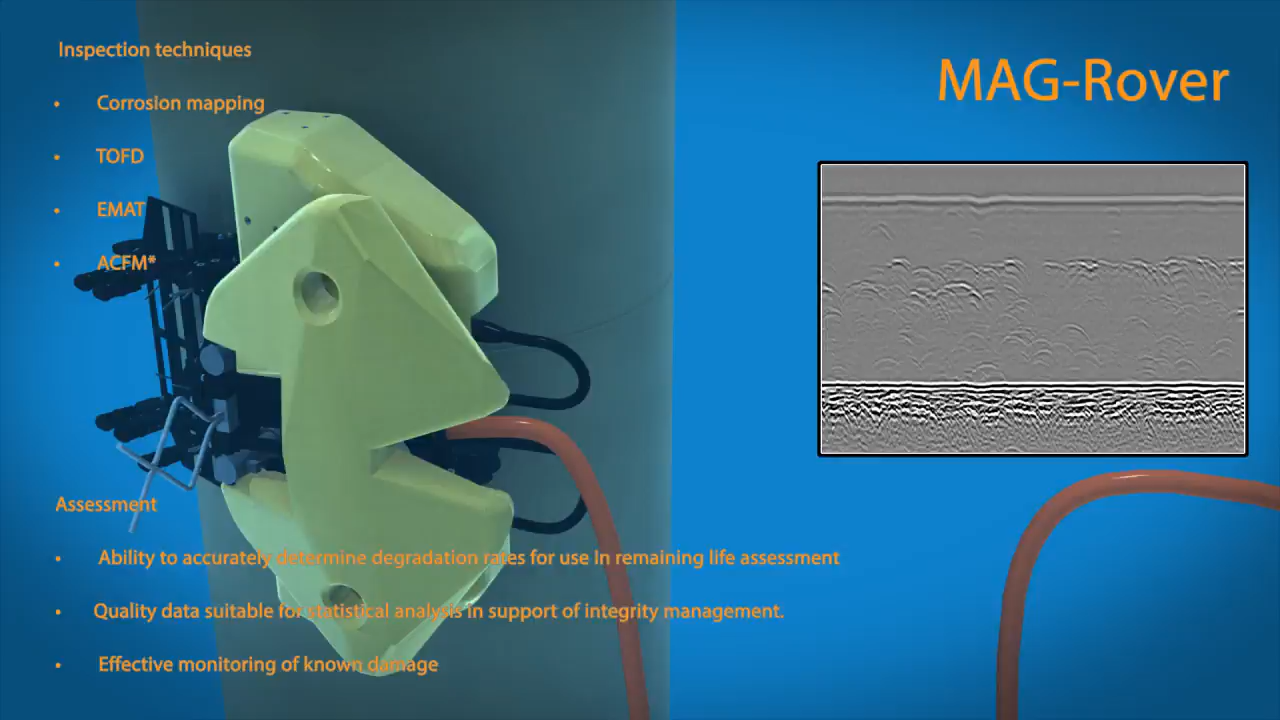 Inspection techniques
MAG-Rover
• Corrosion mapping
• TOFD
• EMAT
• ACFM*
Assessment
• Ability to accurately determine degradation rates for use in remaining life assessment
• Quality data suitable for statistical analysis in support of integrity management.
• Effective monitoring of known damage